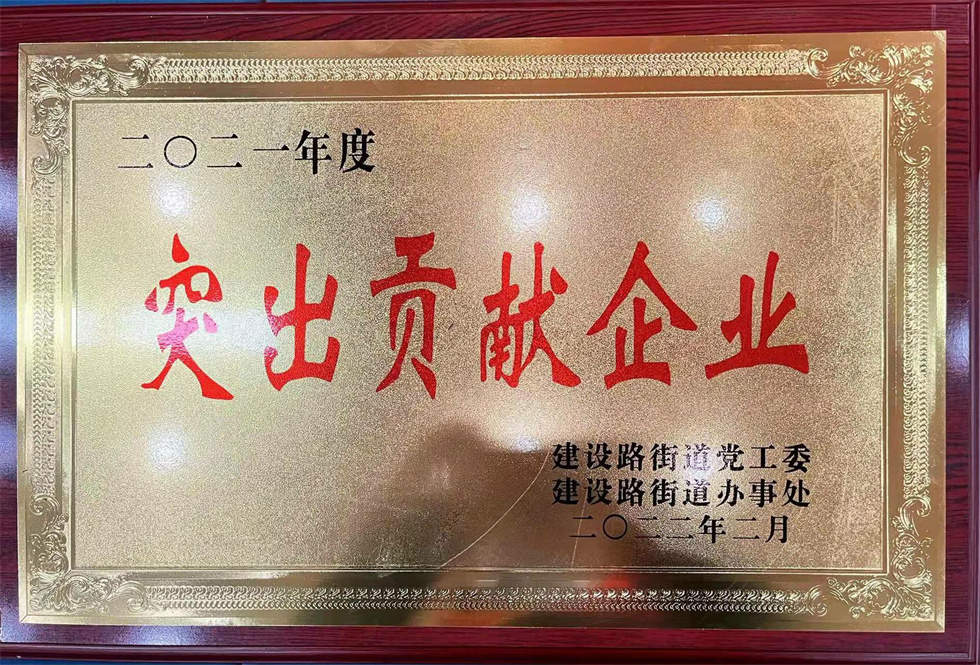 二〇二一年度
突出贡献企业
建设路街道党工委
建设路街道办事处
二〇二二年二月